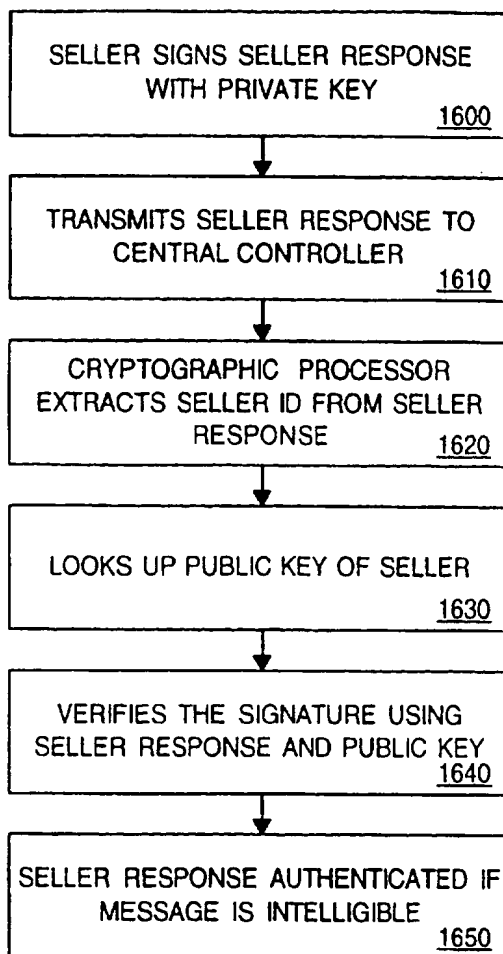 SELLER SIGNS SELLER RESPONSE
WITH PRIVATE KEY
1600
TRANSMITS SELLER RESPONSE TO
CENTRAL CONTROLLER
1610
CRYPTOGRAPHIC PROCESSOR
EXTRACTS SELLER ID FROM SELLER
RESPONSE
1620
LOOKS UP PUBLIC KEY OF SELLER
1630
VERIFIES THE SIGNATURE USING
SELLER RESPONSE AND PUBLIC KEY
1640
SELLER RESPONSE AUTHENTICATED IF
MESSAGE IS INTELLIGIBLE
1650